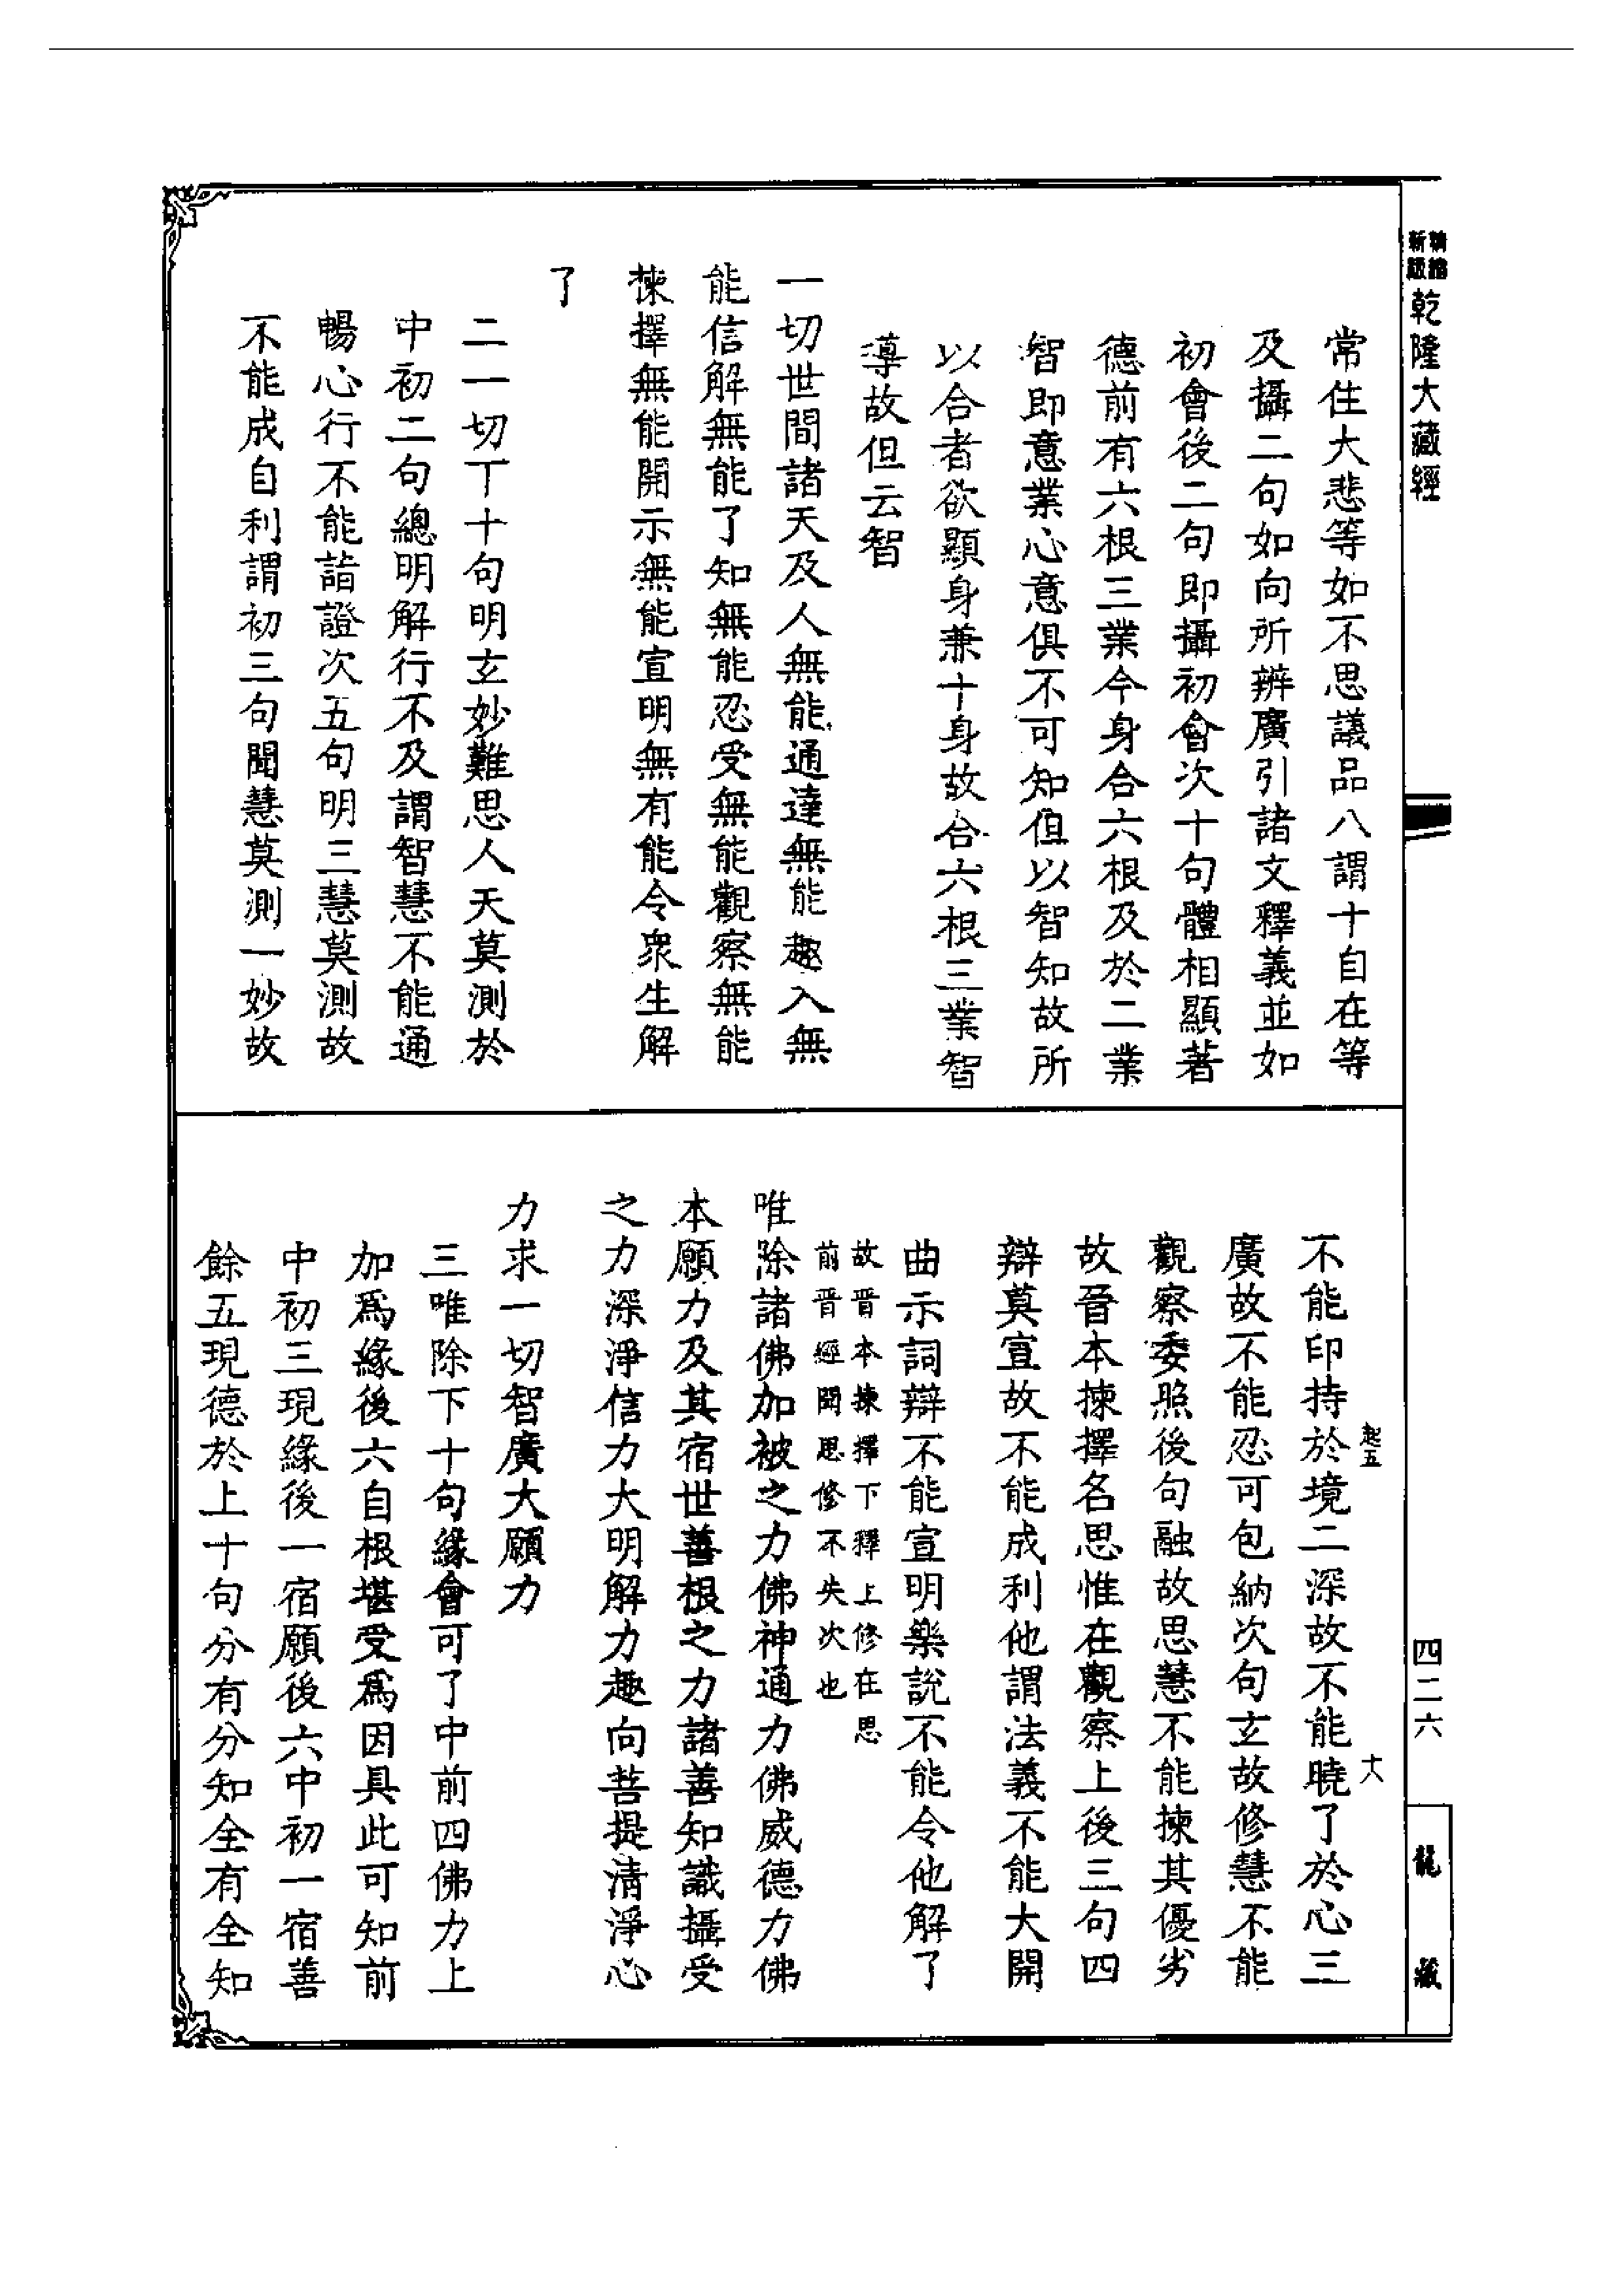 精縮新版乾隆大藏經
常住大悲等如不思議品八謂十自在等
及攝二句如向所辨廣引諸文釋義並如
初會後二句即攝初會次十句體相顯著
德前有六根三業今身合六根及於二業
智即意業心意俱不可知但以智知故所
以合者欲顯身兼十身故合六根三業智
導故但云智
一切世間諸天及人無能通達無能趣入無
能信解無能了知無能忍受無能觀察無能
揀擇無能開示無能宣明無有能令眾生解
了
二一切下十句明玄妙難思人天莫測於
中初二句總明解行不及謂智慧不能通
暢心行不能詣證次五句明三慧莫測故
不能成自利謂初三句聞慧莫測一妙故
起五
不能印持於境二深故不能曉了於心三
廣故不能忍可包納次句玄故修慧不能
觀察委照後句融故思慧不能揀其優劣
故晉本揀擇名思惟在觀察上後三句四
辯莫宣故不能成利他謂法義不能大開
曲示詞辯不能宣明樂說不能令他解了
故晉本揀擇下釋上修在思
前晉經聞思修不失次也
唯除諸佛加被之力佛神通力佛威德力佛
本願力及其宿世善根之力諸善知識攝受
之力深淨信力大明解力趣向菩提清淨心
力求一切智廣大願力
三唯除下十句緣會可了中前四佛力上
加為緣後六自根堪受為因具此可知前
中初三現緣後一宿願後六中初一宿善
餘五現德於上十句分有分知全有全知
四二六
龍藏